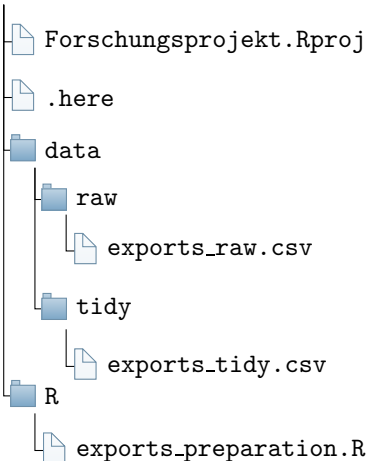 Forschungsprojekt.Rproj
.here
data
raw
exports_raw.csv
tidy
exports_tidy.csv
R
exports_preparation.R